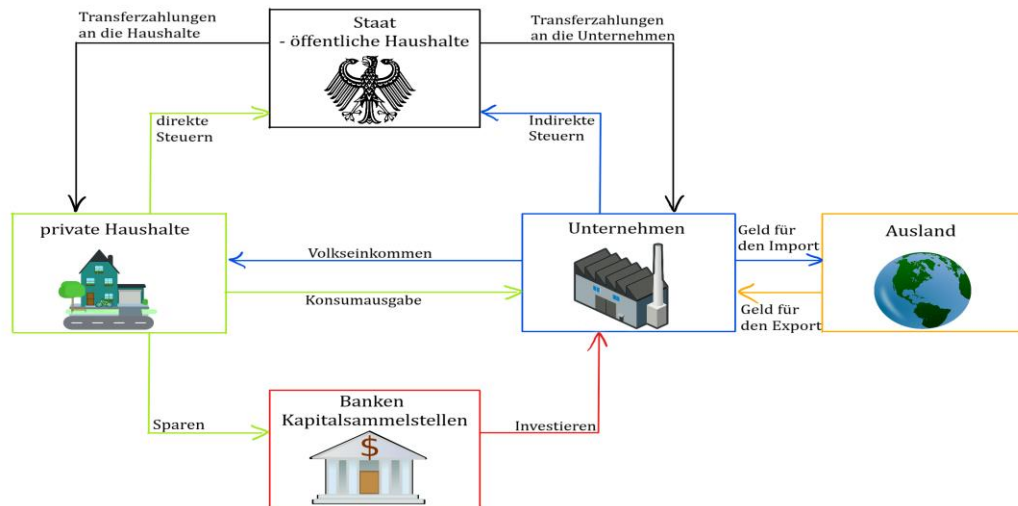 Transferzahlungen
an die Haushalte
Staat
- öffentliche Haushalte
Transferzahlungen
an die Unternehmen
direkte
Steuern
Indirekte
Steuern
private Haushalte
Volkseinkommen
Konsumausgabe
Unternehmen
Geld für
den Import
Geld für
den Export
Ausland
Sparen
Banken
Kapitalsammelstellen
$
Investieren